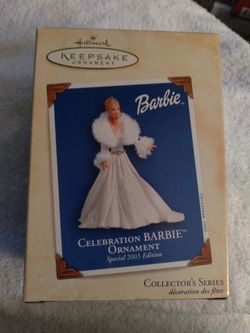 Hallmark
KEEPSAKE
ORNAMENT
Barbie
CELEBRATION BARBIE™
ORNAMENT
Special 2003 Edition
COLLECTOR'S SERIES
décoration des fêtes